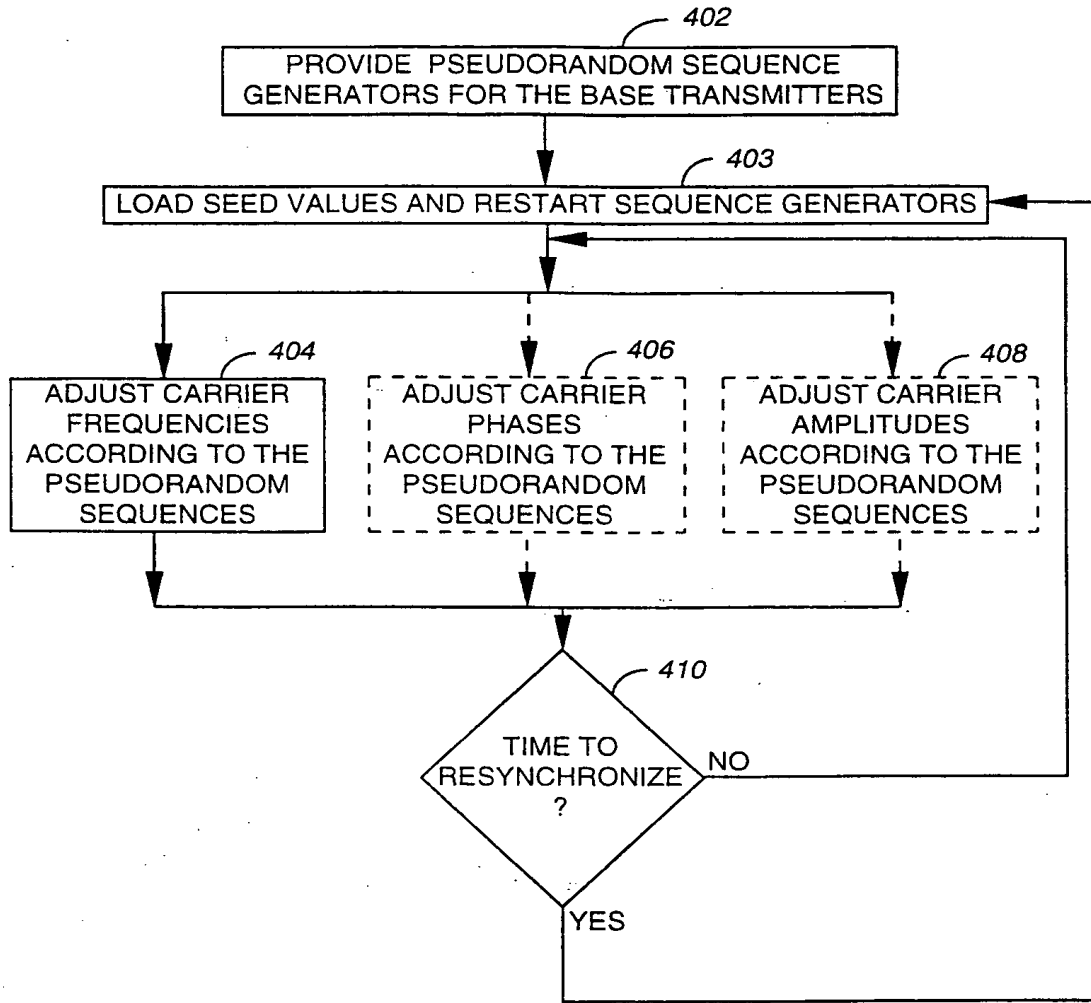 402
PROVIDE PSEUDORANDOM SEQUENCE
GENERATORS FOR THE BASE TRANSMITTERS
403
LOAD SEED VALUES AND RESTART SEQUENCE GENERATORS
404
ADJUST CARRIER
FREQUENCIES
ACCORDING TO THE
PSEUDORANDOM
SEQUENCES
406
ADJUST CARRIER
PHASES
ACCORDING TO THE
PSEUDORANDOM
SEQUENCES
408
ADJUST CARRIER
AMPLITUDES
ACCORDING TO THE
PSEUDORANDOM
SEQUENCES
410
TIME TO
RESYNCHRONIZE
?
NO
YES